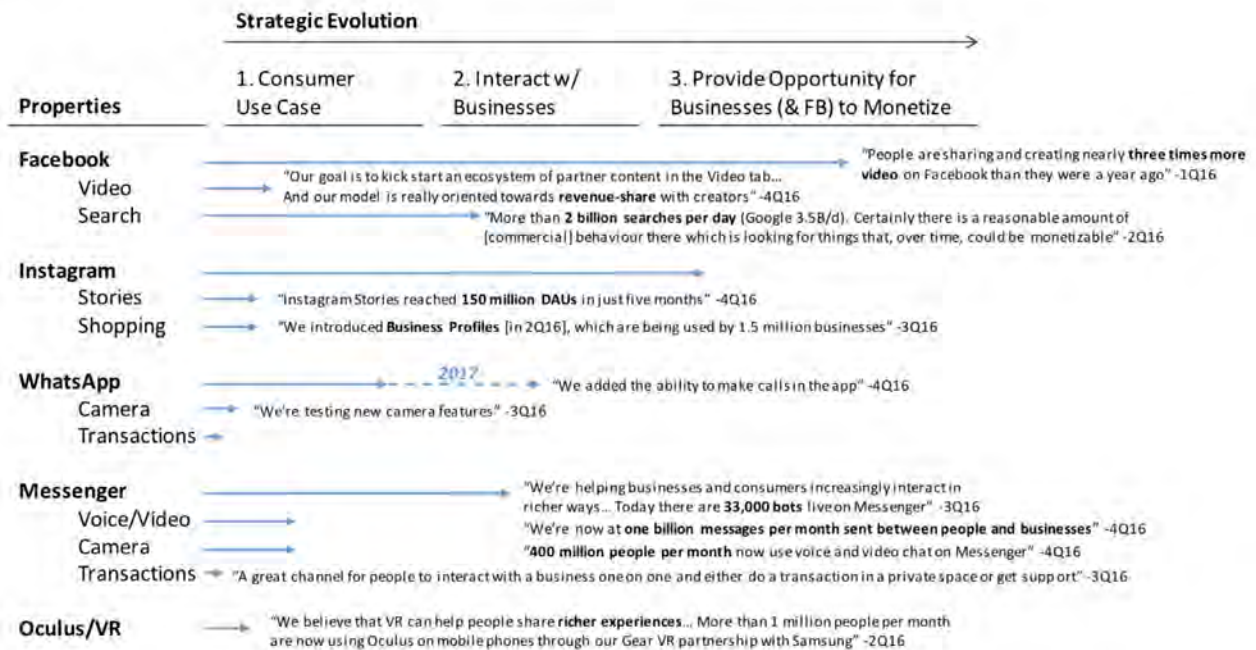 Strategic Evolution
Properties
1. Consumer
Use Case
2. Interact w/
Businesses
3. Provide Opportunity for
Businesses (& FB) to Monetize
Facebook
"People are sharing and creating nearly three times more
video on Facebook than they were a year ago" -1Q16
Video
"Our goal is to kick start an ecosystem of partner content in the Video tab...
And our model is really oriented towards revenue-share with creators" -4Q16
Search
"More than 2 billion searches per day (Google 3.5B/d). Certainly there is a reasonable amount of
[commercial] behaviour there which is looking for things that, over time, could be monetizable" -2Q16
Instagram
Stories
"Instagram Stories reached 150 million DAUs in just five months" -4Q16
Shopping
"We introduced Business Profiles [in 2Q16], which are being used by 1.5 million businesses" -3Q16
WhatsApp
2017
"We added the ability to make calls in the app" -4Q16
Camera
"We're testing new camera features" -3Q16
Transactions
Messenger
"We're helping businesses and consumers increasingly interact in
richer ways... Today there are 33,000 bots live on Messenger" -3Q16
Voice/Video
"We're now at one billion messages per month sent between people and businesses" -4Q16
Camera
"400 million people per month now use voice and video chat on Messenger" -4Q16
Transactions
"A great channel for people to interact with a business one on one and either do a transaction in a private space or get support" -3Q16
Oculus/VR
"We believe that VR can help people share richer experiences... More than 1 million people per month
are now using Oculus on mobile phones through our Gear VR partnership with Samsung" -2Q16